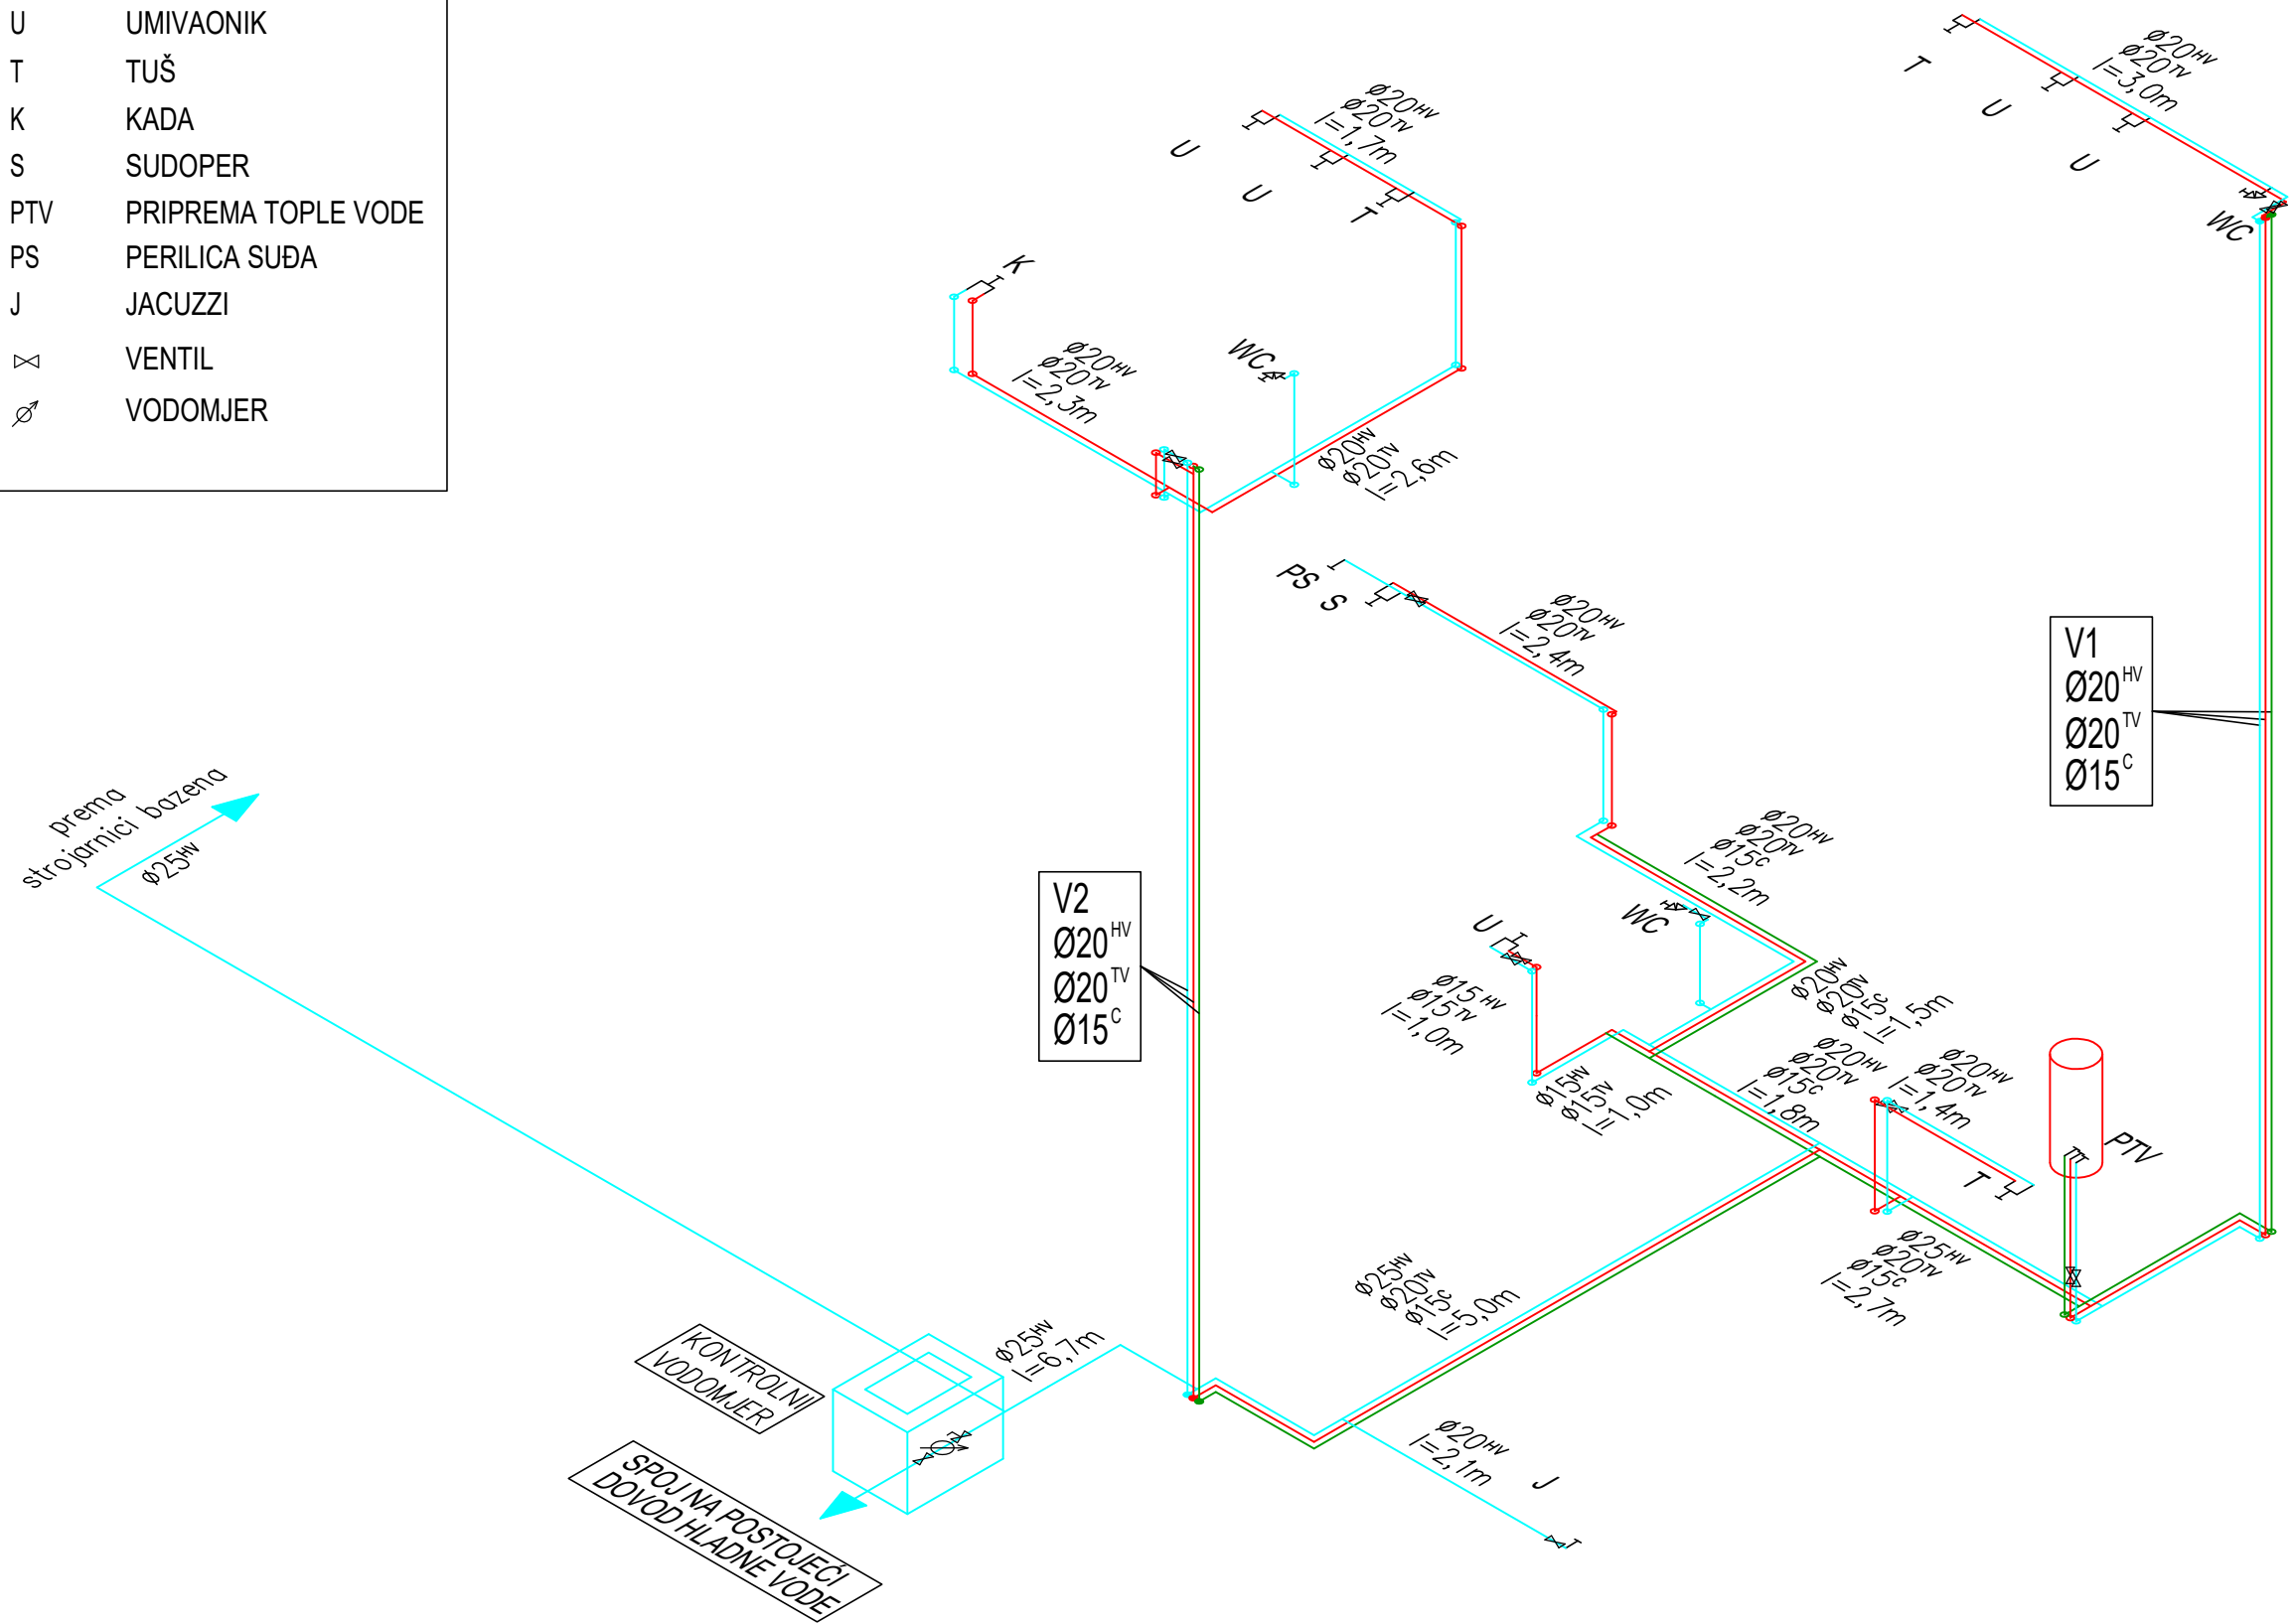 U UMIVAONIK
T TUŠ
K KADA
S SUDOPER
PTV PRIPREMA TOPLE VODE
PS PERILICA SUĐA
J JACUZZI
VENTIL
VODOMJER
ø20HV
ø20TV
l=3,0m
T
U
U
WC
ø20HV
ø20TV
l=1,7m
U
U
T
K
ø20HV
ø20TV
l=2,3m
WC
ø20HV
ø20TV
l=2,6m
PS S
ø20HV
ø20TV
l=2,4m
V1
Ø20HV
Ø20TV
Ø15C
prema
strojarnici bazena
ø25HV
V2
Ø20HV
Ø20TV
Ø15C
ø20HV
ø20TV
ø15C
l=2,2m
WC
U
ø15HV
ø15TV
l=1,0m
ø20HV
ø20TV
ø15C
l=1,5m
ø15HV
ø15TV
l=1,0m
ø20HV
ø20TV
ø15C
l=1,8m
ø20HV
ø20TV
l=1,4m
T
PTV
ø25HV
ø20TV
ø15C
l=2,7m
ø25HV
ø20TV
ø15C
l=5,0m
ø25HV
l=6,7m
KONTROLNI
VODOMJER
SPOJ NA POSTOJEĆI
DOVOD HLADNE VODE
ø20HV
l=2,1m
J